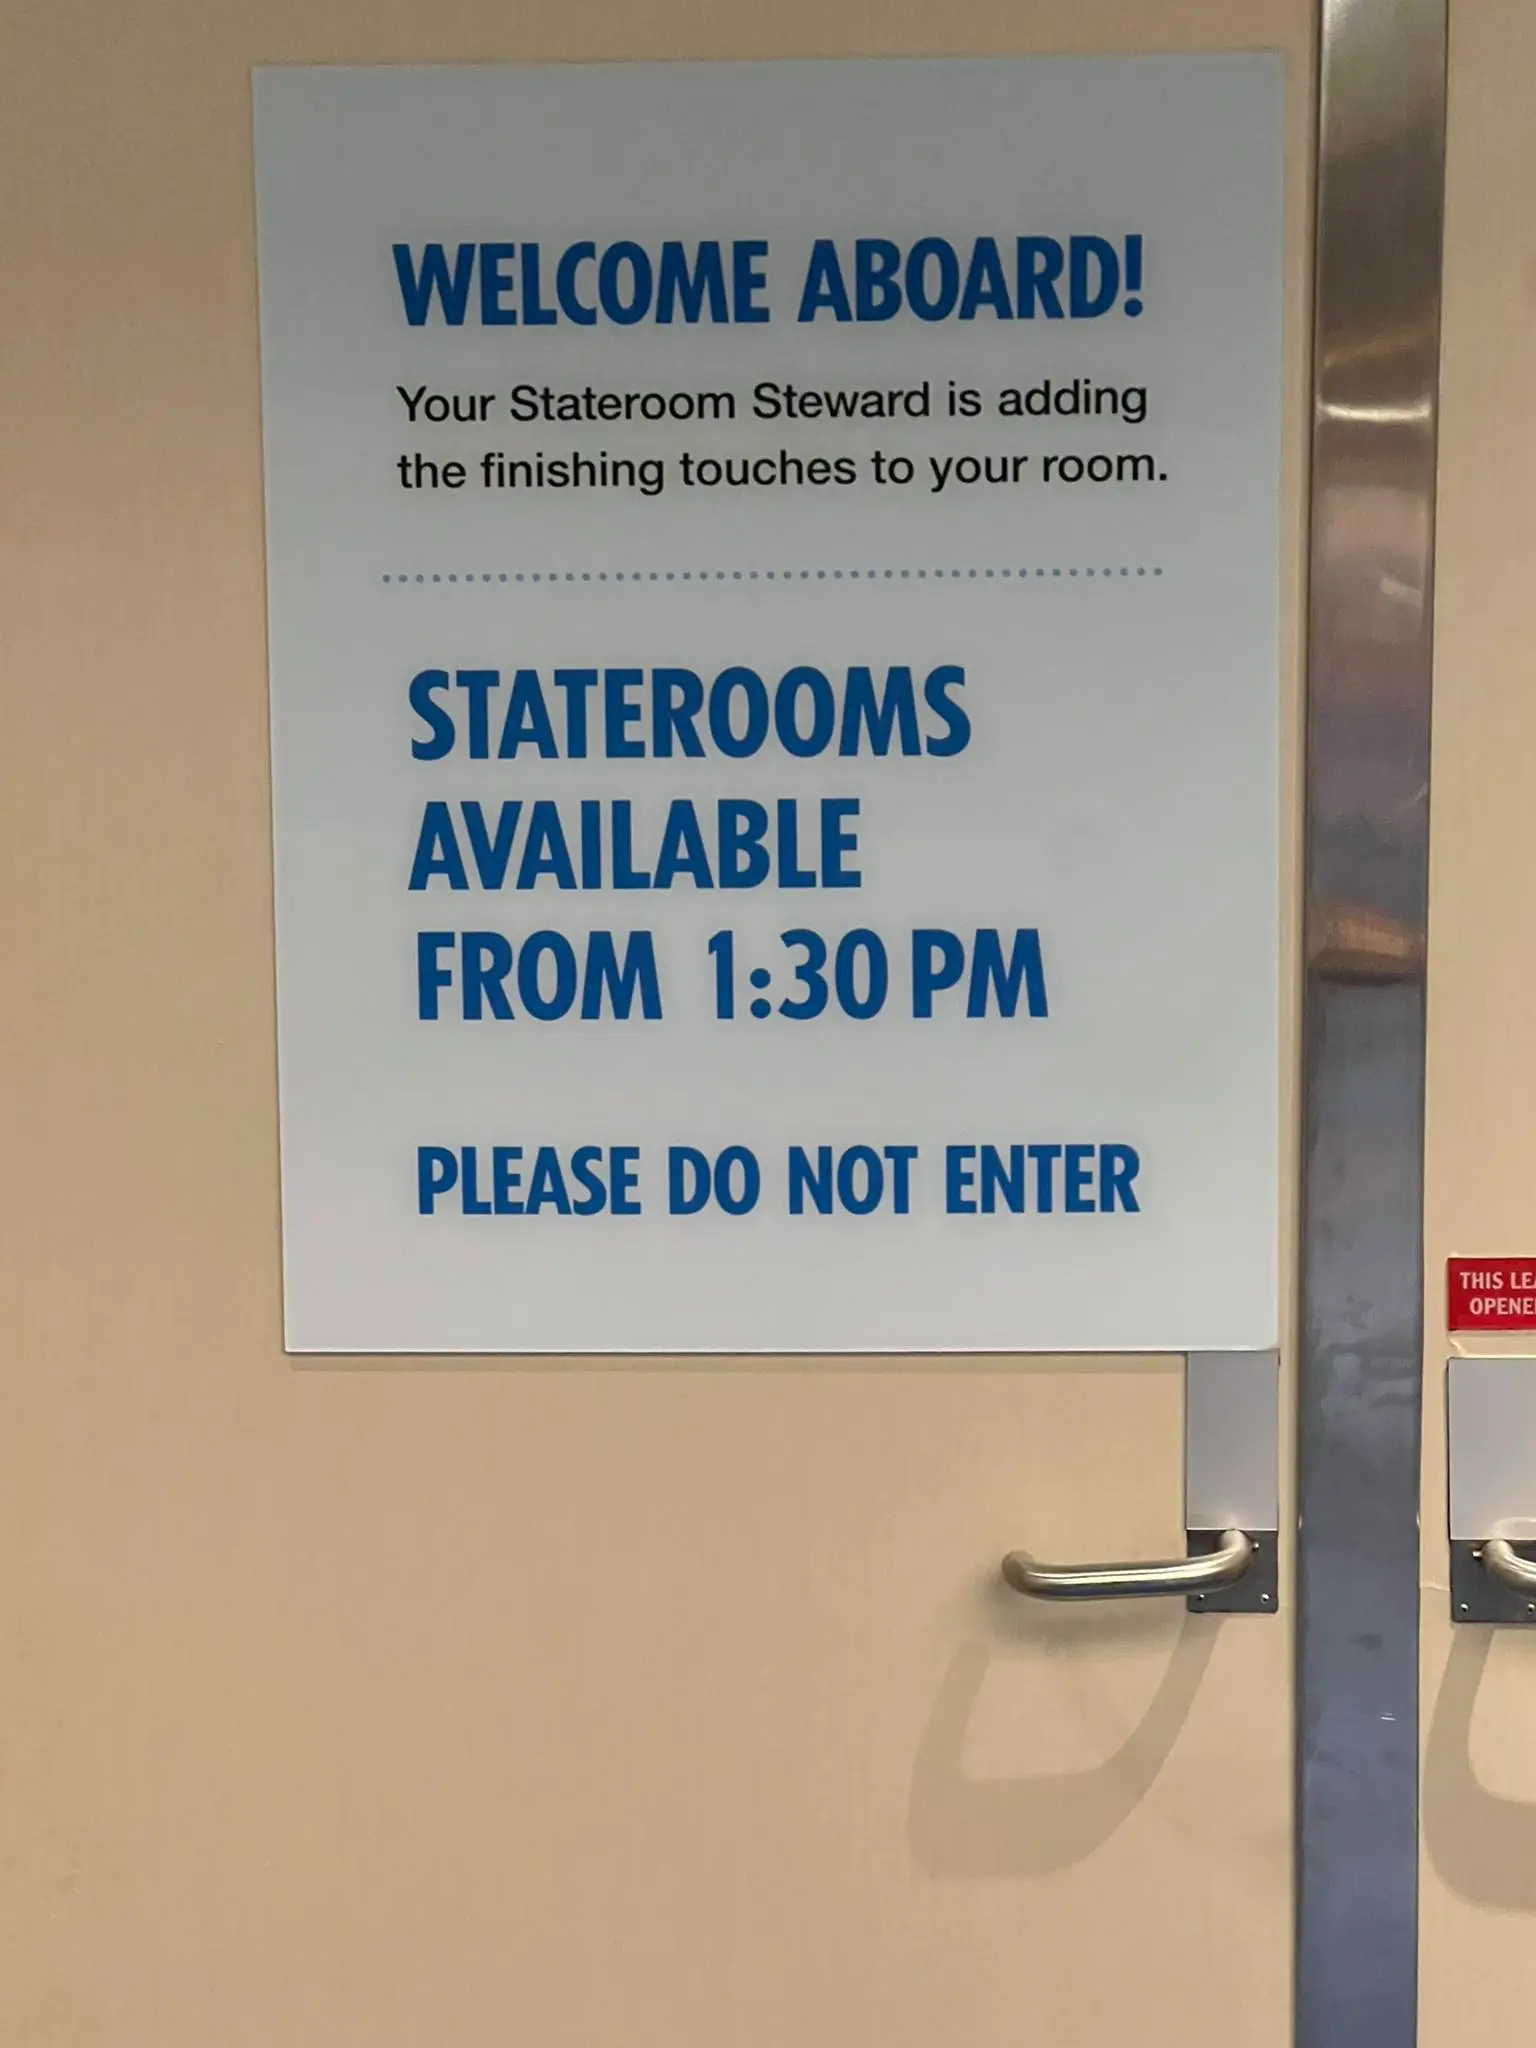 WELCOME ABOARD!
Your Stateroom Steward is adding
the finishing touches to your room.
STATEROOMS
AVAILABLE
FROM 1:30 PM
PLEASE DO NOT ENTER
THIS